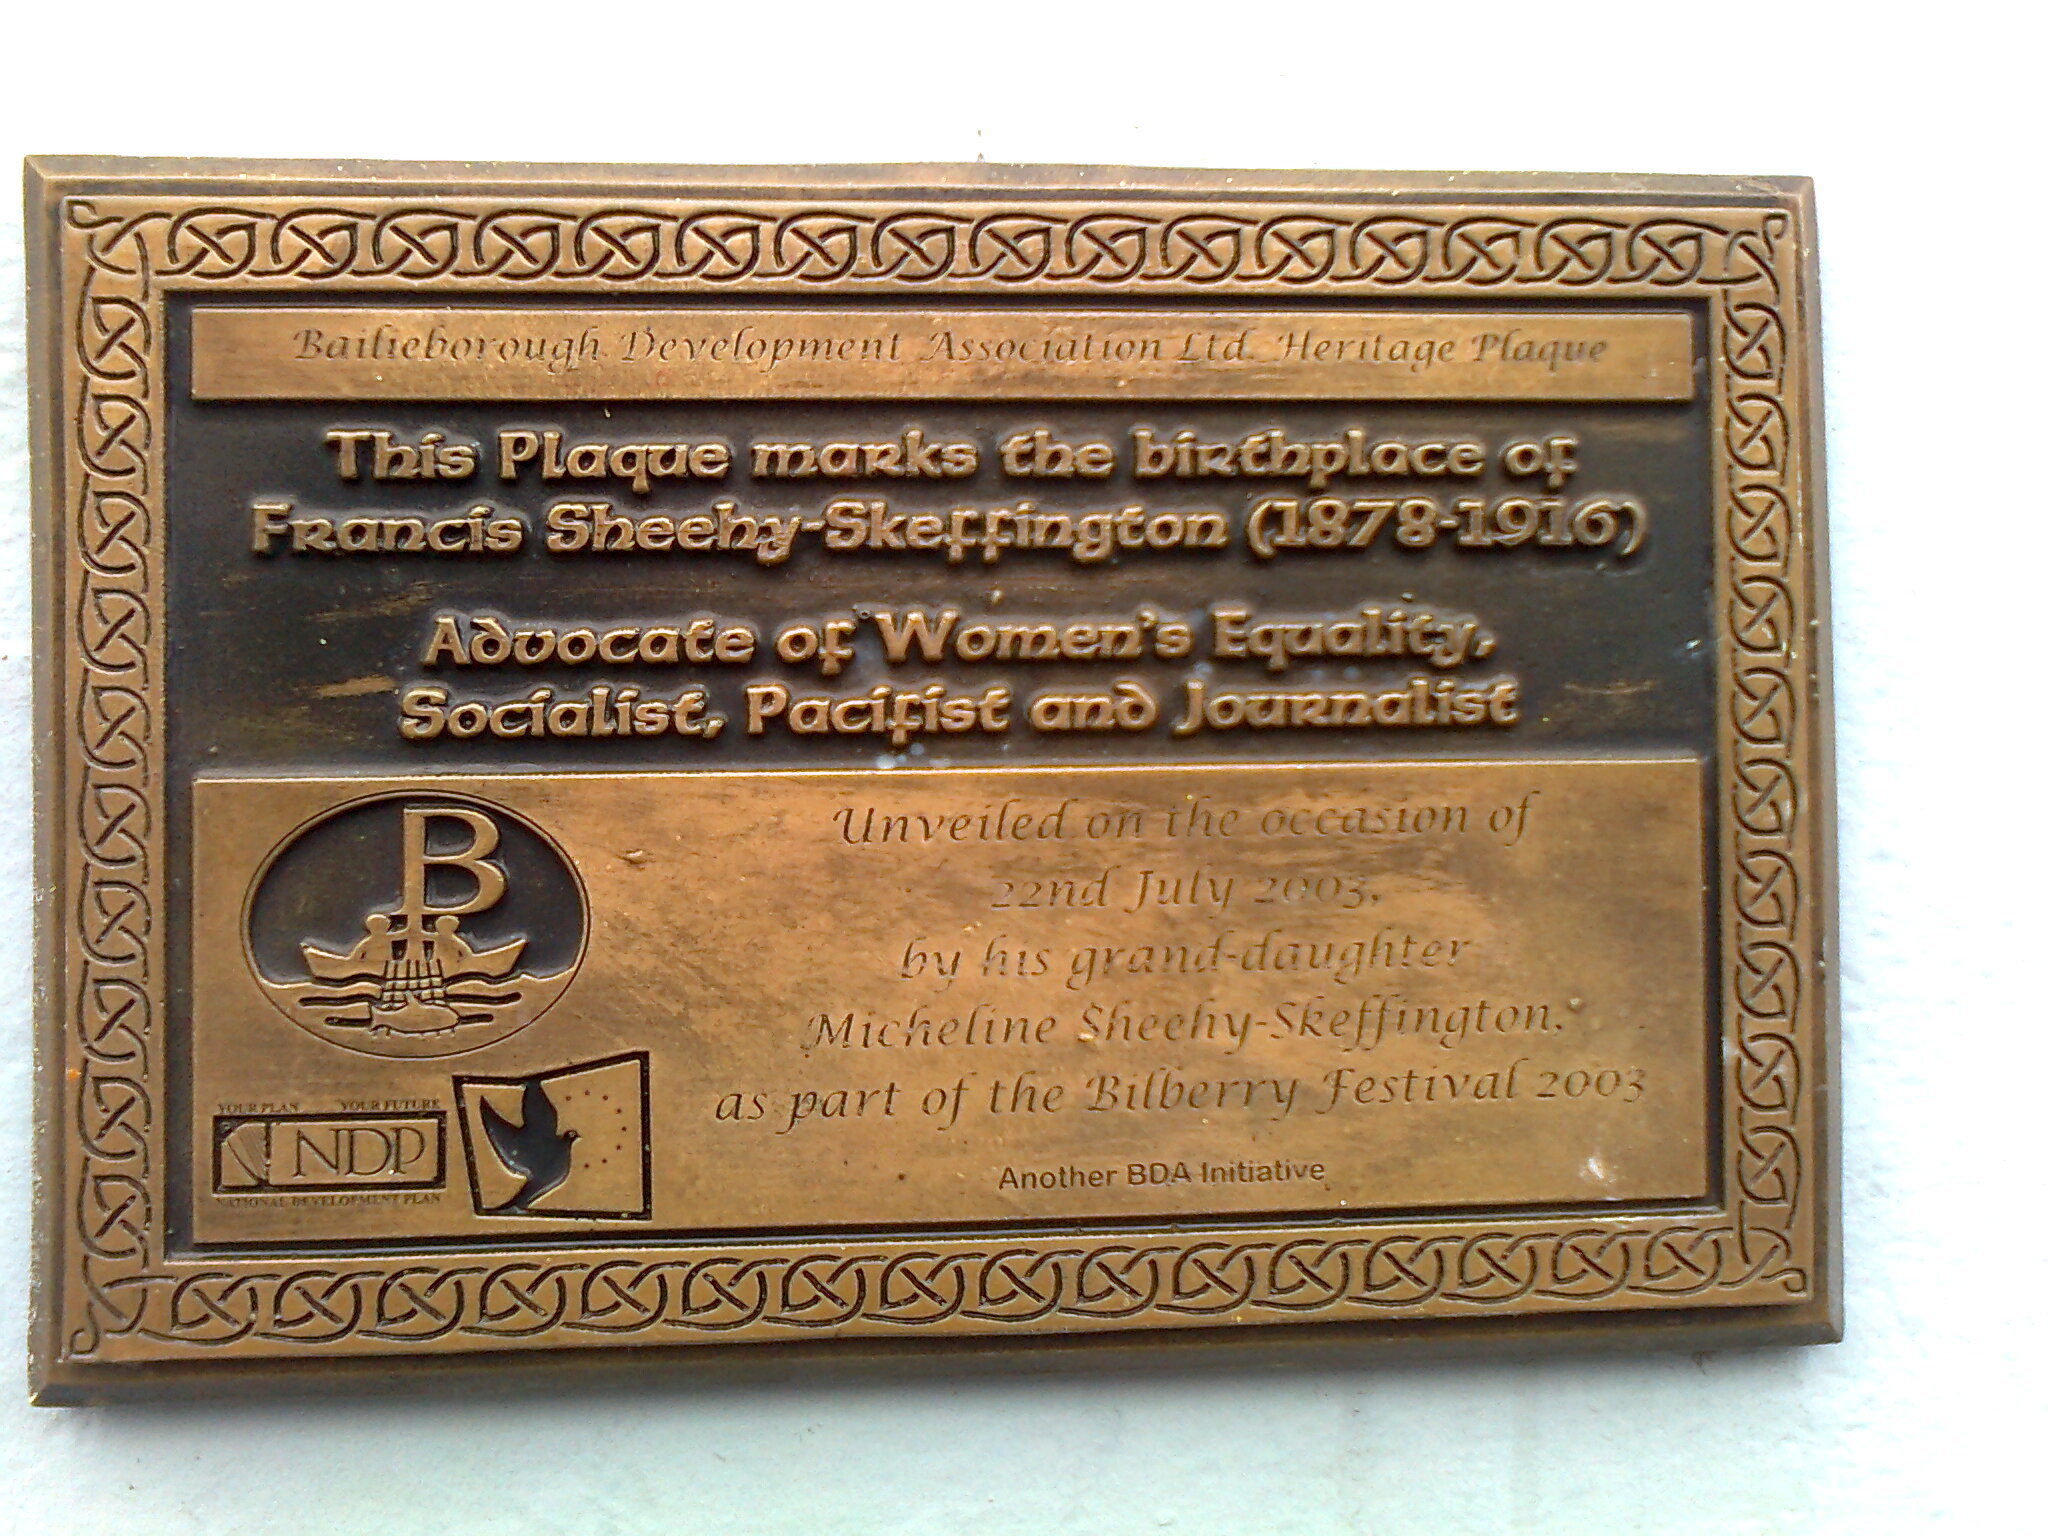 Bailieborough Development Association Ltd. Heritage Plaque
This Plaque marks the birthplace of
Francis Sheehy-Skeffington (1878-1916)
Advocate of Women's Equality,
Socialist, Pacifist and Journalist
B
Unveiled on the occasion of
22nd July 2003,
by his grand-daughter
Micheline Sheehy-Skeffington,
as part of the Bilberry Festival 2003
Another BDA Initiative
YOUR PLAN YOUR FUTURE
NDP
NATIONAL DEVELOPMENT PLAN